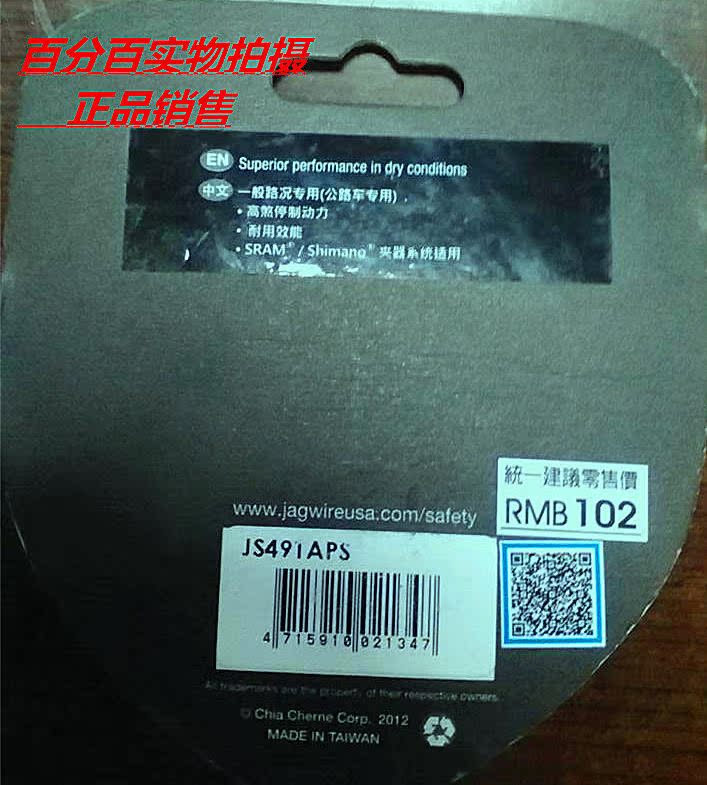 百分百实物拍摄
正品销售
EN Superior performance in dry conditions
中文 一般路况专用(公路车专用)
• 高煞停制动力
• 耐用效能
• SRAM® / Shimano® 夹器系统适用
統一建議零售價
RMB 102
www.jagwireusa.com/safety
JS491APS
4 715910 021347
All trademarks are the property of their respective owners.
© Chia Cherne Corp. 2012
MADE IN TAIWAN